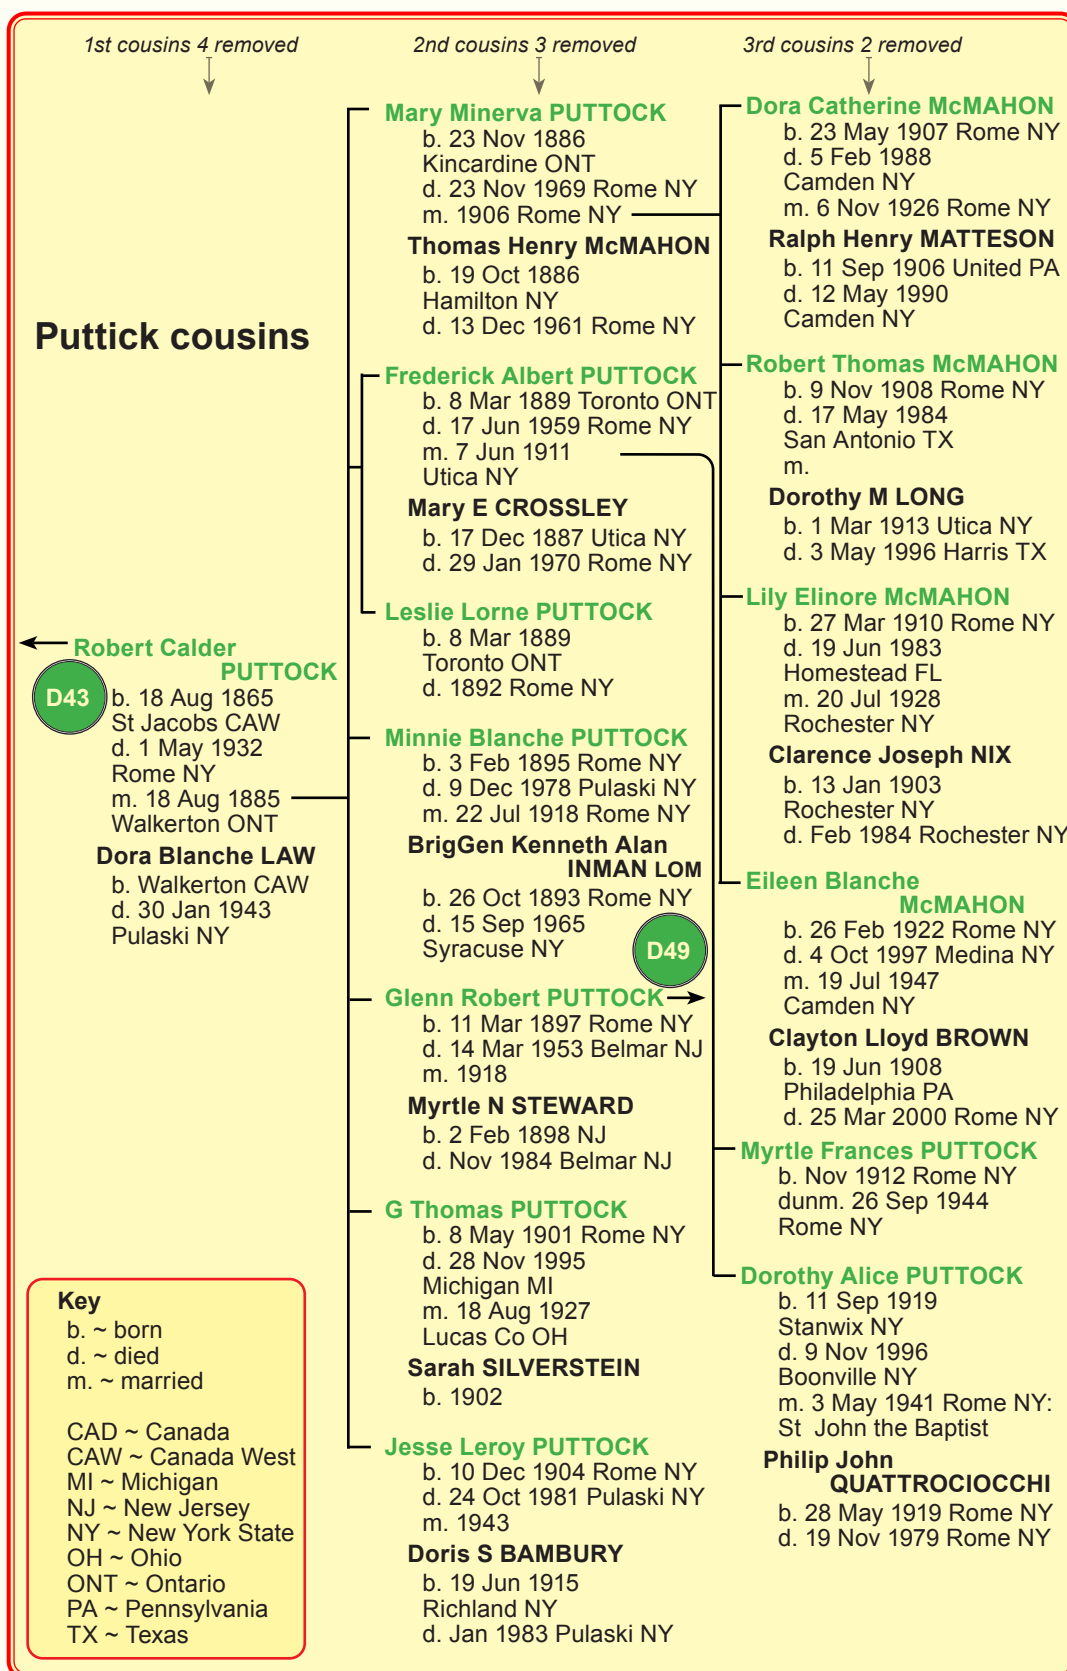 1st cousins 4 removed
2nd cousins 3 removed
3rd cousins 2 removed
Puttick cousins
Robert Calder
PUTTOCK
D43
b. 18 Aug 1865
St Jacobs CAW
d. 1 May 1932
Rome NY
m. 18 Aug 1885
Walkerton ONT
Dora Blanche LAW
b. Walkerton CAW
d. 30 Jan 1943
Pulaski NY
Key
b. ~ born
d. ~ died
m. ~ married
CAD ~ Canada
CAW ~ Canada West
MI ~ Michigan
NJ ~ New Jersey
NY ~ New York State
OH ~ Ohio
ONT ~ Ontario
PA ~ Pennsylvania
TX ~ Texas
Mary Minerva PUTTOCK
b. 23 Nov 1886
Kincardine ONT
d. 23 Nov 1969 Rome NY
m. 1906 Rome NY
Thomas Henry McMAHON
b. 19 Oct 1886
Hamilton NY
d. 13 Dec 1961 Rome NY
Frederick Albert PUTTOCK
b. 8 Mar 1889 Toronto ONT
d. 17 Jun 1959 Rome NY
m. 7 Jun 1911
Utica NY
Mary E CROSSLEY
b. 17 Dec 1887 Utica NY
d. 29 Jan 1970 Rome NY
Leslie Lorne PUTTOCK
b. 8 Mar 1889
Toronto ONT
d. 1892 Rome NY
Minnie Blanche PUTTOCK
b. 3 Feb 1895 Rome NY
d. 9 Dec 1978 Pulaski NY
m. 22 Jul 1918 Rome NY
BrigGen Kenneth Alan
INMAN LOM
b. 26 Oct 1893 Rome NY
d. 15 Sep 1965
Syracuse NY
D49
Glenn Robert PUTTOCK
b. 11 Mar 1897 Rome NY
d. 14 Mar 1953 Belmar NJ
m. 1918
Myrtle N STEWARD
b. 2 Feb 1898 NJ
d. Nov 1984 Belmar NJ
G Thomas PUTTOCK
b. 8 May 1901 Rome NY
d. 28 Nov 1995
Michigan MI
m. 18 Aug 1927
Lucas Co OH
Sarah SILVERSTEIN
b. 1902
Jesse Leroy PUTTOCK
b. 10 Dec 1904 Rome NY
d. 24 Oct 1981 Pulaski NY
m. 1943
Doris S BAMBURY
b. 19 Jun 1915
Richland NY
d. Jan 1983 Pulaski NY
Dora Catherine McMAHON
b. 23 May 1907 Rome NY
d. 5 Feb 1988
Camden NY
m. 6 Nov 1926 Rome NY
Ralph Henry MATTESON
b. 11 Sep 1906 United PA
d. 12 May 1990
Camden NY
Robert Thomas McMAHON
b. 9 Nov 1908 Rome NY
d. 17 May 1984
San Antonio TX
m.
Dorothy M LONG
b. 1 Mar 1913 Utica NY
d. 3 May 1996 Harris TX
Lily Elinore McMAHON
b. 27 Mar 1910 Rome NY
d. 19 Jun 1983
Homestead FL
m. 20 Jul 1928
Rochester NY
Clarence Joseph NIX
b. 13 Jan 1903
Rochester NY
d. Feb 1984 Rochester NY
Eileen Blanche
McMAHON
b. 26 Feb 1922 Rome NY
d. 4 Oct 1997 Medina NY
m. 19 Jul 1947
Camden NY
Clayton Lloyd BROWN
b. 19 Jun 1908
Philadelphia PA
d. 25 Mar 2000 Rome NY
Myrtle Frances PUTTOCK
b. Nov 1912 Rome NY
dunm. 26 Sep 1944
Rome NY
Dorothy Alice PUTTOCK
b. 11 Sep 1919
Stanwix NY
d. 9 Nov 1996
Boonville NY
m. 3 May 1941 Rome NY:
St John the Baptist
Philip John
QUATTROCIOCCHI
b. 28 May 1919 Rome NY
d. 19 Nov 1979 Rome NY